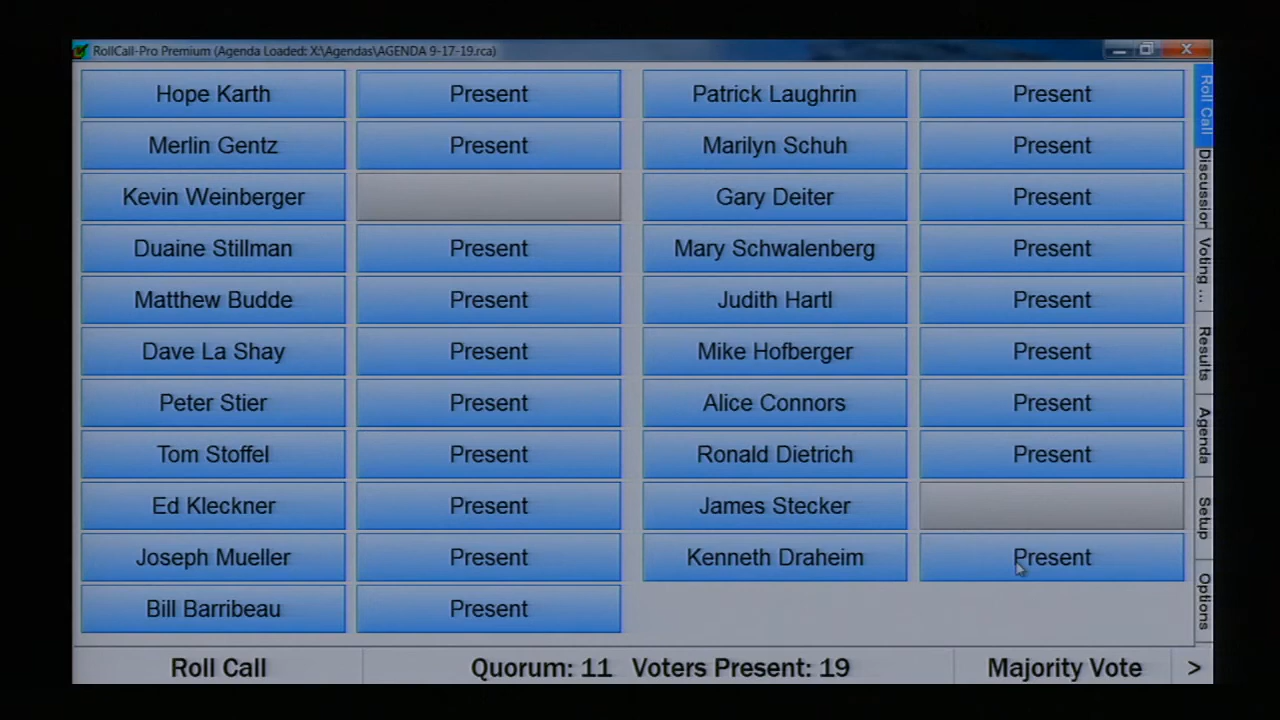 RollCall-Pro Premium (Agenda Loaded: X:\Agendas\AGENDA 9-17-19.rca)
Hope Karth Present Patrick Laughrin Present
Merlin Gentz Present Marilyn Schuh Present
Kevin Weinberger Gary Deiter Present
Duaine Stillman Present Mary Schwalenberg Present
Matthew Budde Present Judith Hartl Present
Dave La Shay Present Mike Hofberger Present
Peter Stier Present Alice Connors Present
Tom Stoffel Present Ronald Dietrich Present
Ed Kleckner Present James Stecker
Joseph Mueller Present Kenneth Draheim Present
Bill Barribeau Present
Roll Call
Discussion
Voting ...
Results
Agenda
Setup
Options
Roll Call Quorum: 11 Voters Present: 19 Majority Vote >